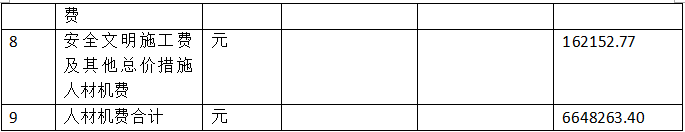 费
8 安全文明施工费 元 162152.77
及其他总价措施
人材机费
9 人材机费合计 元 6648263.40